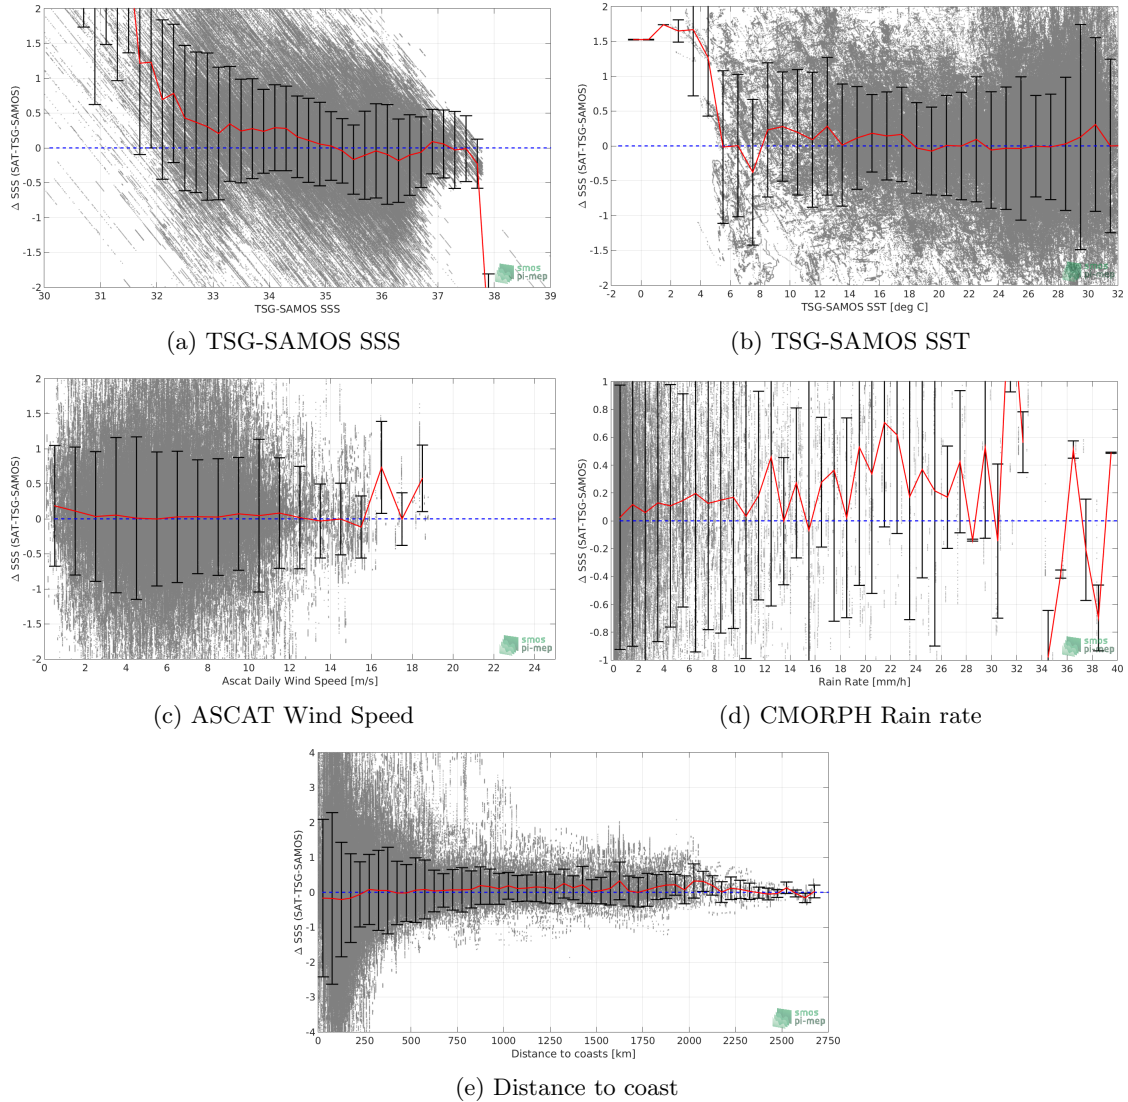 2
1.5
1
0.5
0
-0.5
-1
-1.5
-2
Δ SSS (SAT-TSG-SAMOS)
30 31 32 33 34 35 36 37 38 39
TSG-SAMOS SSS
smos
pi-mep
(a) TSG-SAMOS SSS
2
1.5
1
0.5
0
-0.5
-1
-1.5
-2
Δ SSS (SAT-TSG-SAMOS)
-2 0 2 4 6 8 10 12 14 16 18 20 22 24 26 28 30 32
TSG-SAMOS SST [deg C]
smos
pi-mep
(b) TSG-SAMOS SST
2
1.5
1
0.5
0
-0.5
-1
-1.5
-2
Δ SSS (SAT-TSG-SAMOS)
0 2 4 6 8 10 12 14 16 18 20 22 24
Ascat Daily Wind Speed [m/s]
smos
pi-mep
(c) ASCAT Wind Speed
1
0.8
0.6
0.4
0.2
0
-0.2
-0.4
-0.6
-0.8
-1
Δ SSS (SAT-TSG-SAMOS)
0 2 4 6 8 10 12 14 16 18 20 22 24 26 28 30 32 34 36 38 40
Rain Rate [mm/h]
smos
pi-mep
(d) CMORPH Rain rate
4
3
2
1
0
-1
-2
-3
-4
Δ SSS (SAT-TSG-SAMOS)
0 250 500 750 1000 1250 1500 1750 2000 2250 2500 2750
Distance to coasts [km]
smos
pi-mep
(e) Distance to coast